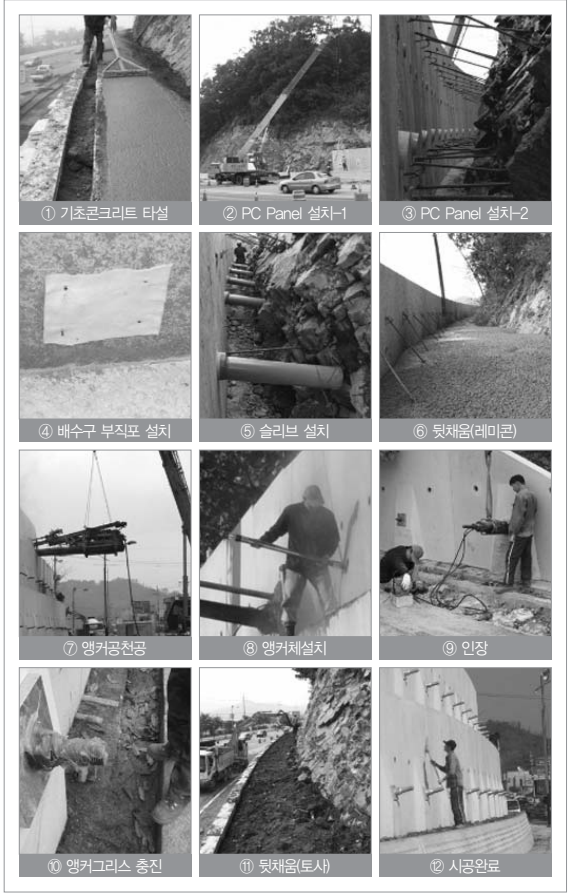 ① 기초콘크리트 타설
② PC Panel 설치-1
③ PC Panel 설치-2
④ 배수구 부직포 설치
⑤ 슬리브 설치
⑥ 뒷채움(레미콘)
⑦ 앵커공천공
⑧ 앵커체설치
⑨ 인장
⑩ 앵커그리스 충진
⑪ 뒷채움(토사)
⑫ 시공완료